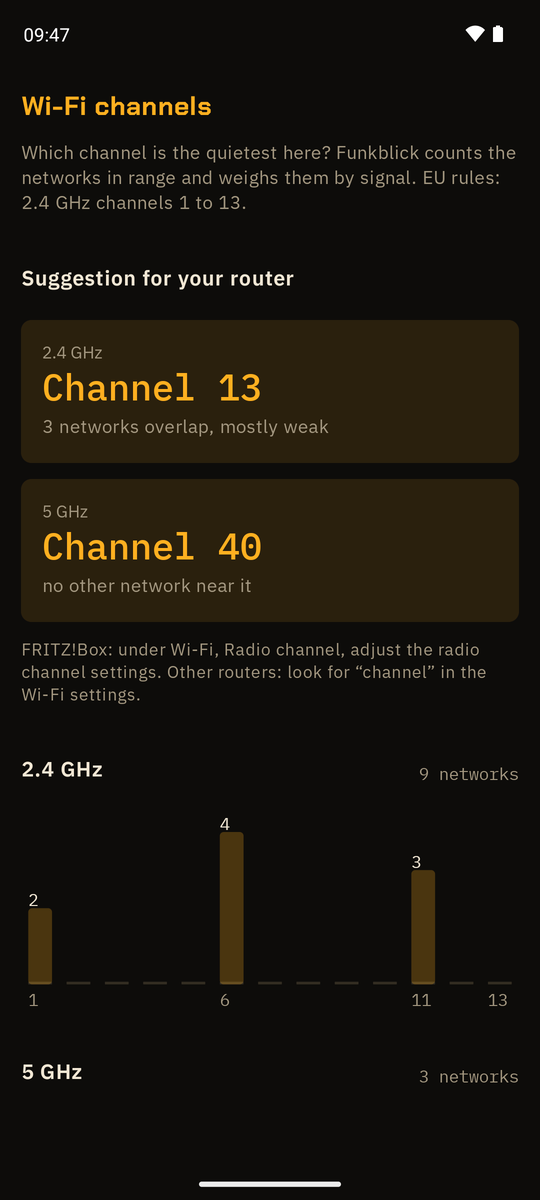 09:47
Wi-Fi channels
Which channel is the quietest here? Funkblick counts the
networks in range and weighs them by signal. EU rules:
2.4 GHz channels 1 to 13.
Suggestion for your router
2.4 GHz
Channel 13
3 networks overlap, mostly weak
5 GHz
Channel 40
no other network near it
FRITZ!Box: under Wi-Fi, Radio channel, adjust the radio
channel settings. Other routers: look for “channel” in the
Wi-Fi settings.
2.4 GHz 9 networks
4
3
2
1 6 11 13
5 GHz 3 networks